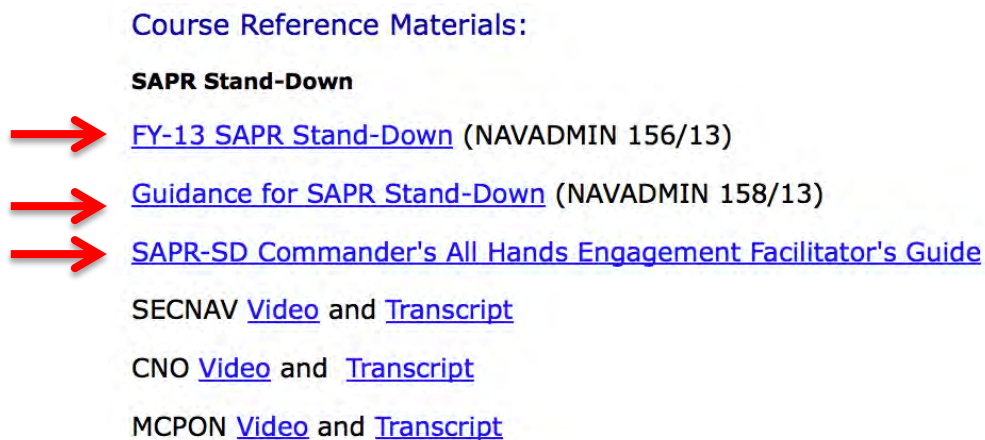 Course Reference Materials:
SAPR Stand-Down
FY-13 SAPR Stand-Down (NAVADMIN 156/13)
Guidance for SAPR Stand-Down (NAVADMIN 158/13)
SAPR-SD Commander's All Hands Engagement Facilitator's Guide
SECNAV Video and Transcript
CNO Video and Transcript
MCPON Video and Transcript